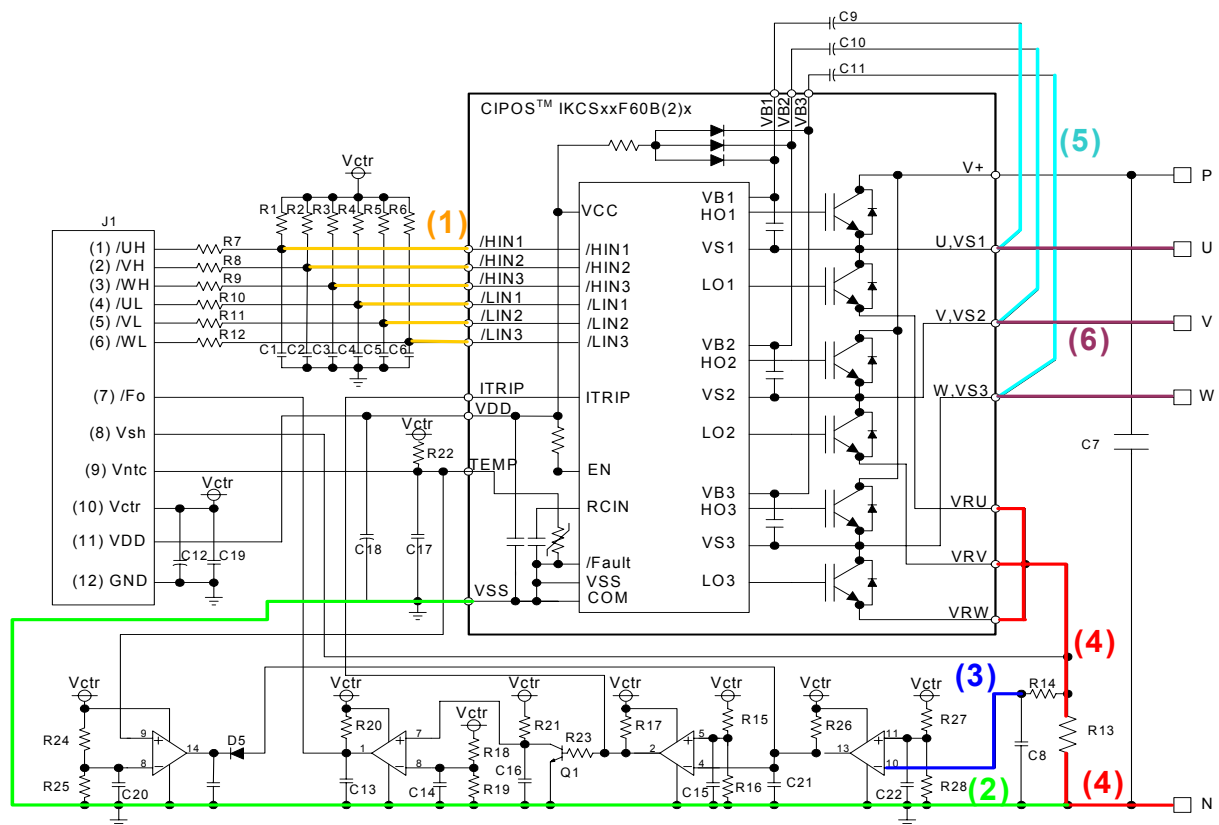 C9
C10
C11
CIPOS™ IKCSxxF60B(2)x
VB1
VB2
VB3
(5)
Vctr
V+
P
R1 R2 R3 R4 R5 R6
VCC
VB1
HO1
J1
(1)
(1) /UH
R7
/HIN1
/HIN1
VS1
U,VS1
U
(2) /VH
R8
/HIN2
/HIN2
(3) /WH
R9
/HIN3
/HIN3
LO1
(4) /UL
R10
/LIN1
/LIN1
(5) /VL
R11
/LIN2
/LIN2
V,VS2
V
(6) /WL
R12
/LIN3
/LIN3
VB2
(6)
C1 C2 C3 C4 C5 C6
HO2
(7) /Fo
ITRIP
ITRIP
VS2
W,VS3
W
VDD
(8) Vsh
Vctr
LO2
C7
R22
(9) Vntc
TEMP
EN
Vctr
VB3
(10) Vctr
RCIN
HO3
VRU
(11) VDD
C12
C19
C18
C17
VS3
VRV
/Fault
(12) GND
VSS
VSS
LO3
COM
VRW
(4)
(3)
Vctr
Vctr
Vctr
Vctr
Vctr
Vctr
Vctr
R14
Vctr
R24
9
14
D5
R20
1
7
R21
R18
R23
R17
2
5
R15
R26
13
11
R27
R13
8
8
Q1
4
10
C8
R25
C20
C13
C14
R19
C16
C15
R16
C21
C22
R28
(2)
(4)
N